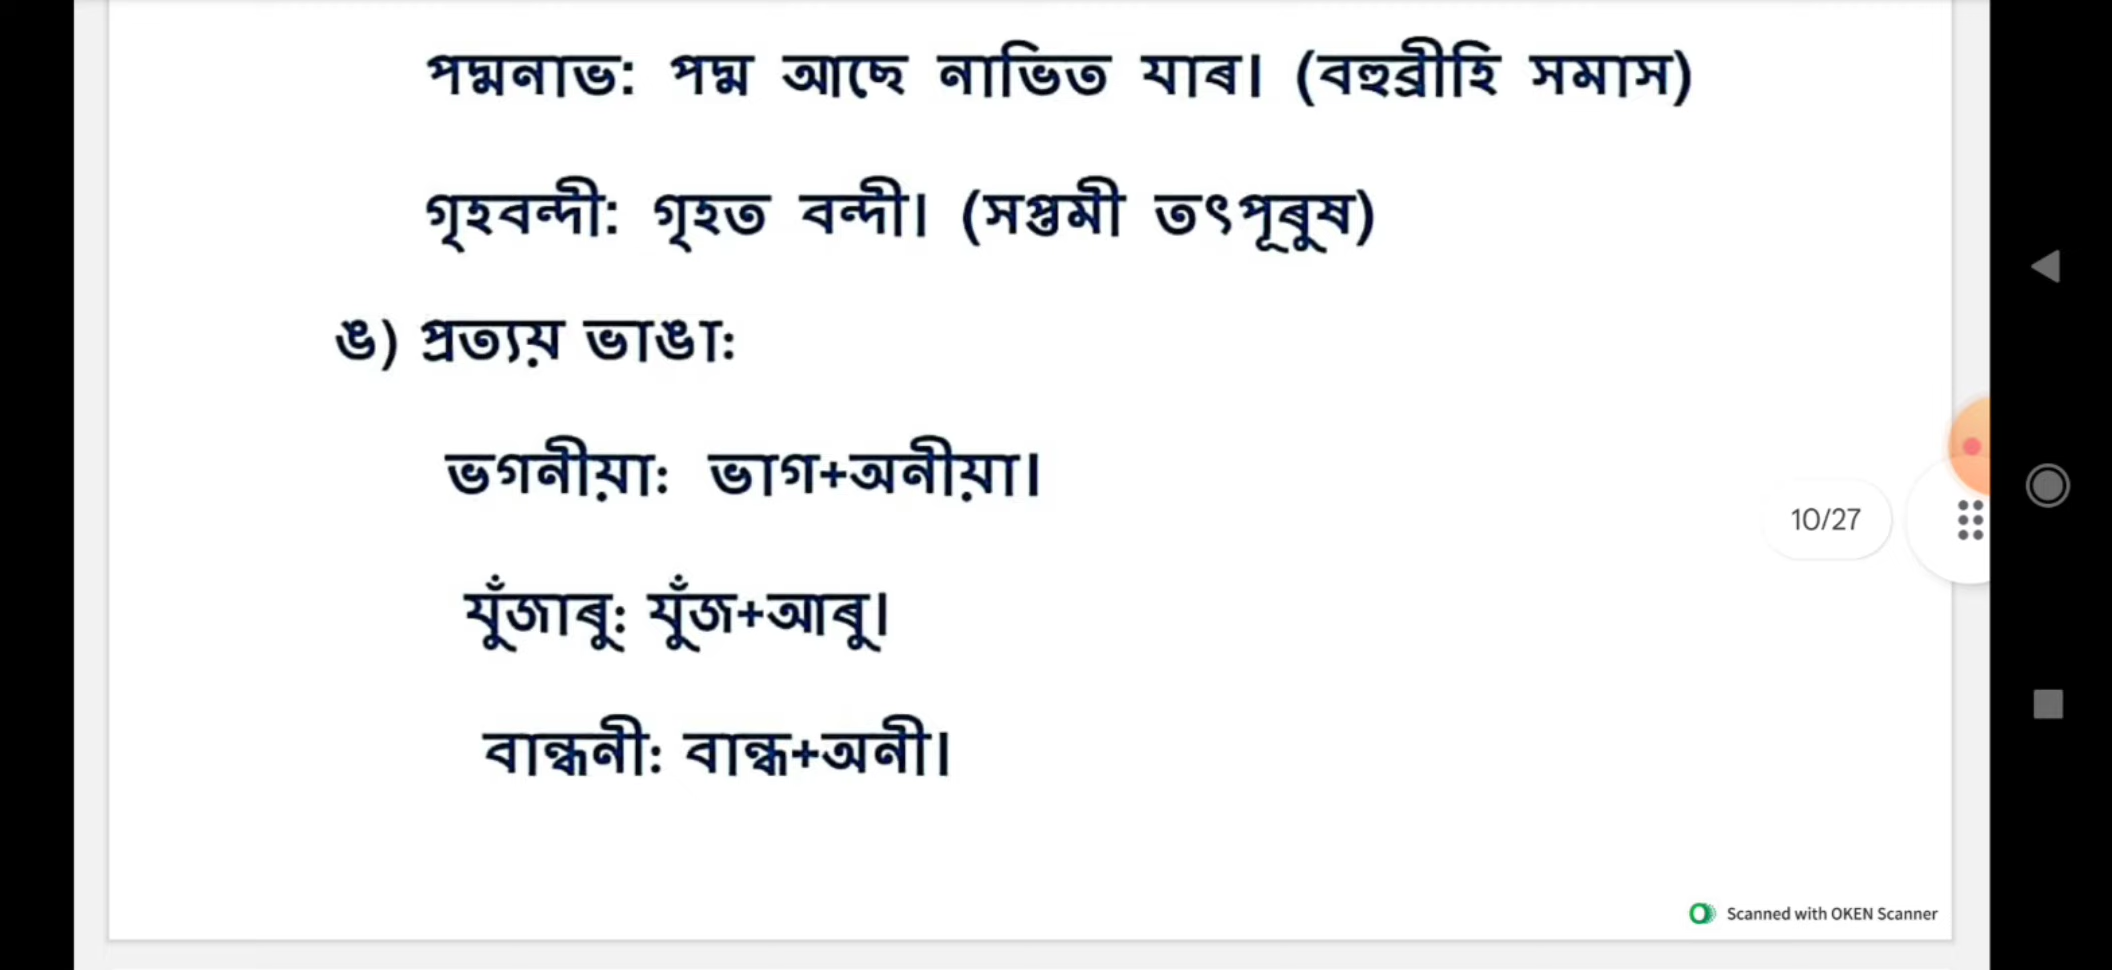 পদ্মনাভ: পদ্ম আছে নাভিত যাৰ। (বহুব্ৰীহি সমাস)
গৃহবন্দী: গৃহত বন্দী। (সপ্তমী তৎপূৰুষ)
ঙ) প্ৰত্যয় ভাঙাঃ
ভগনীয়াঃ ভাগ+অনীয়া।
যুঁজাৰু: যুঁজ+আৰু।
বান্ধনী: বান্ধ+অনী।
10/27
Scanned with OKEN Scanner